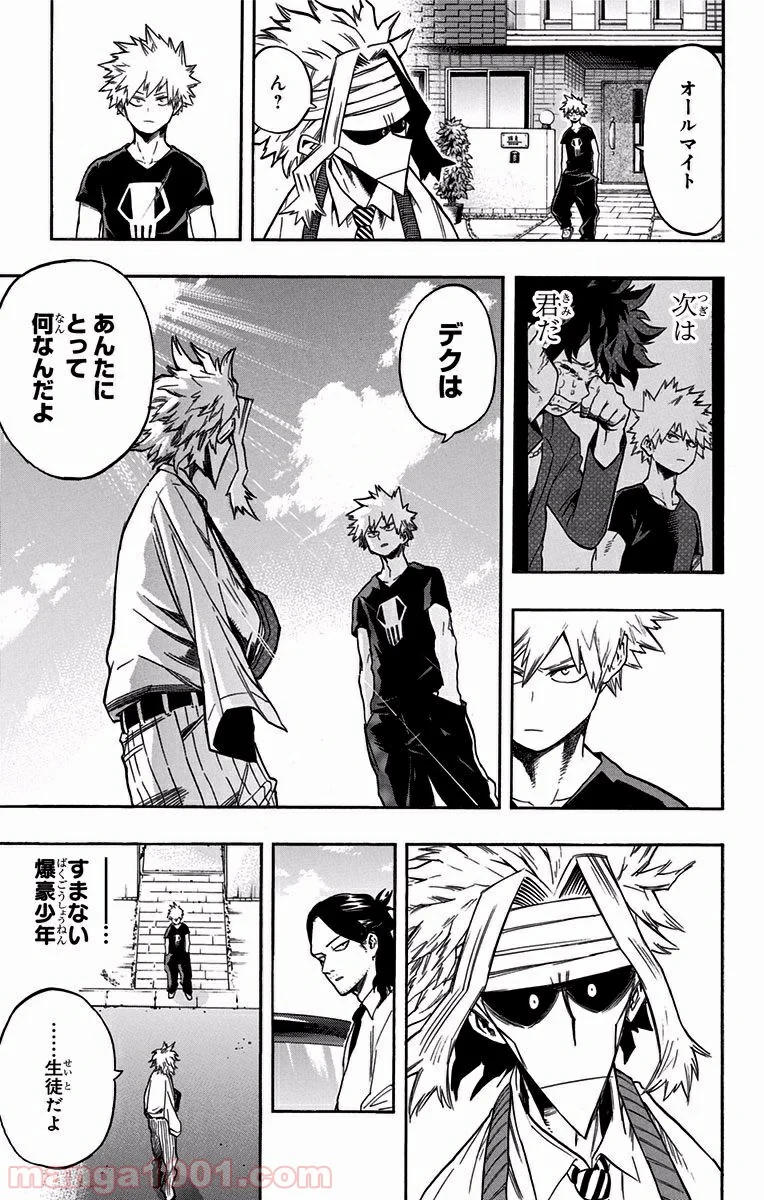 オールマイト
ん?
次は
君だ
デクは
あんたに
とって
何なんだよ
………
すまない
爆豪少年
……生徒だよ
manga1001.com